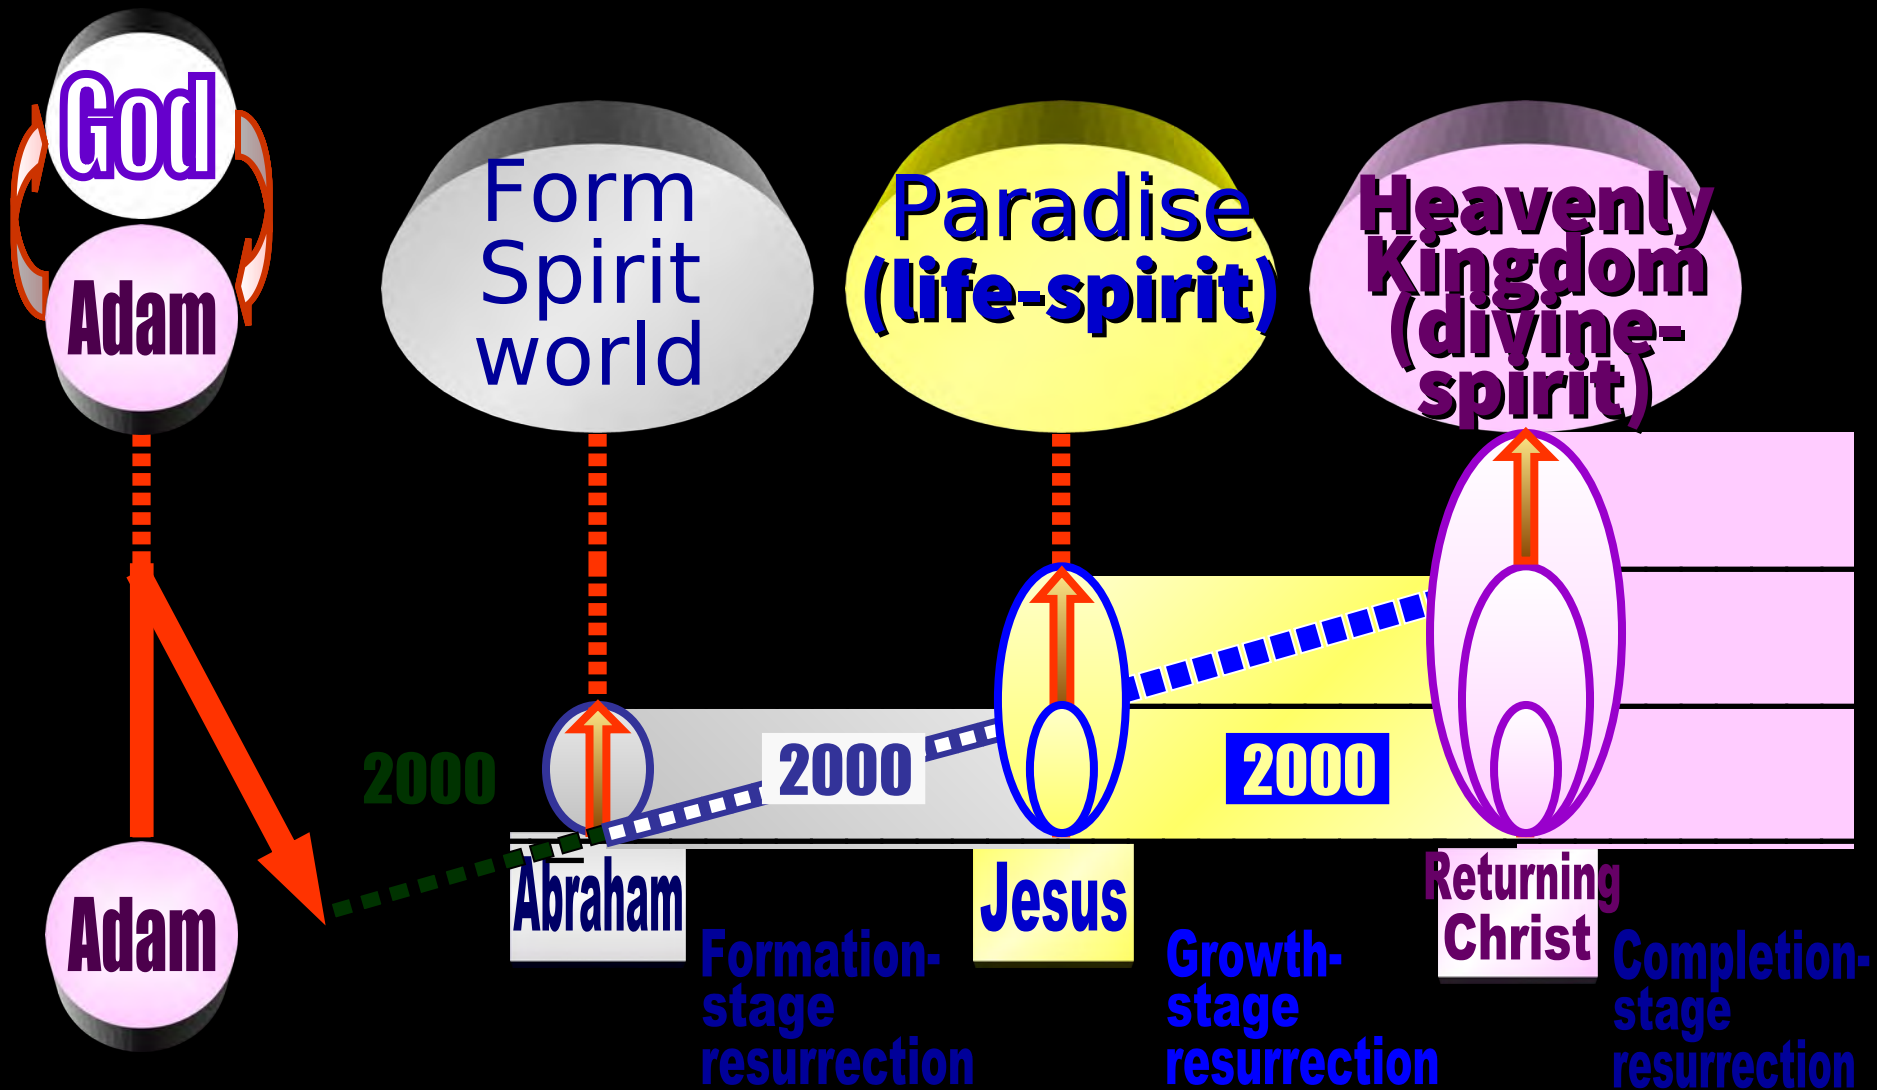 God
Adam
Form
Spirit
world
Paradise
(life-spirit)
Heavenly
Kingdom
(divine-
spirit)
2000
2000
2000
Adam
Abraham
Formation-
stage
resurrection
Jesus
Growth-
stage
resurrection
Returning
Christ
Completion-
stage
resurrection